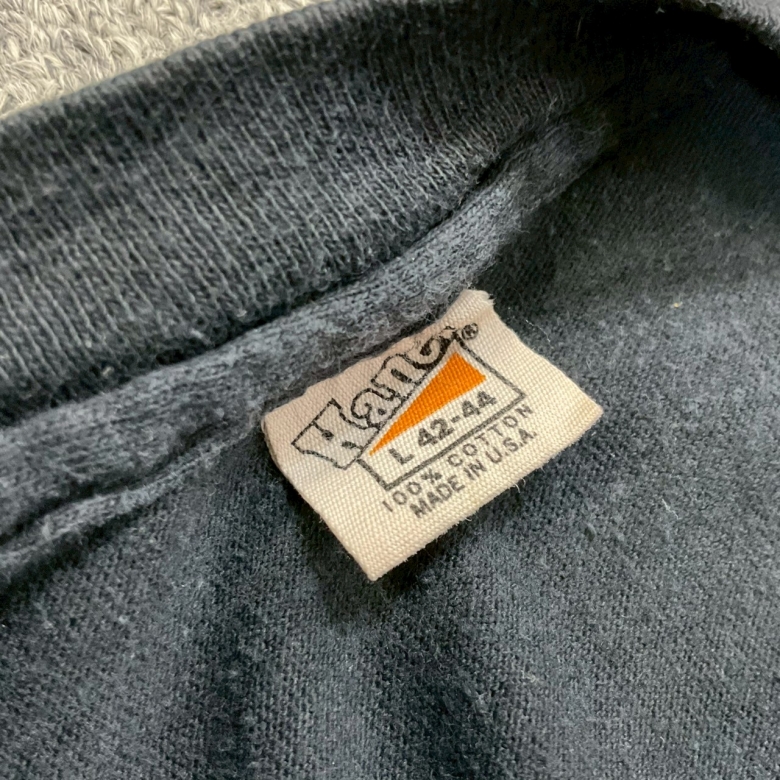 Hanes®
L 42-44
100% COTTON
MADE IN U.S.A.